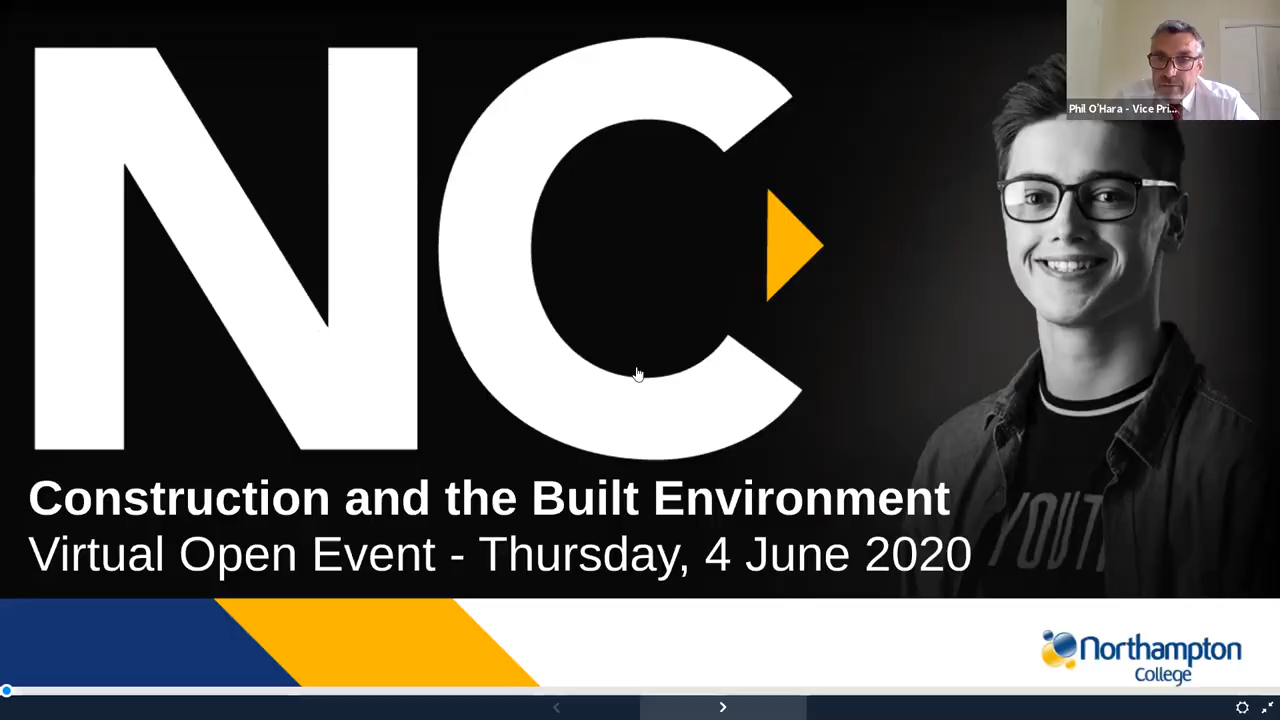 NC
Phil O'Hara - Vice Pri...
Construction and the Built Environment
Virtual Open Event - Thursday, 4 June 2020
YOUT
Northampton
College